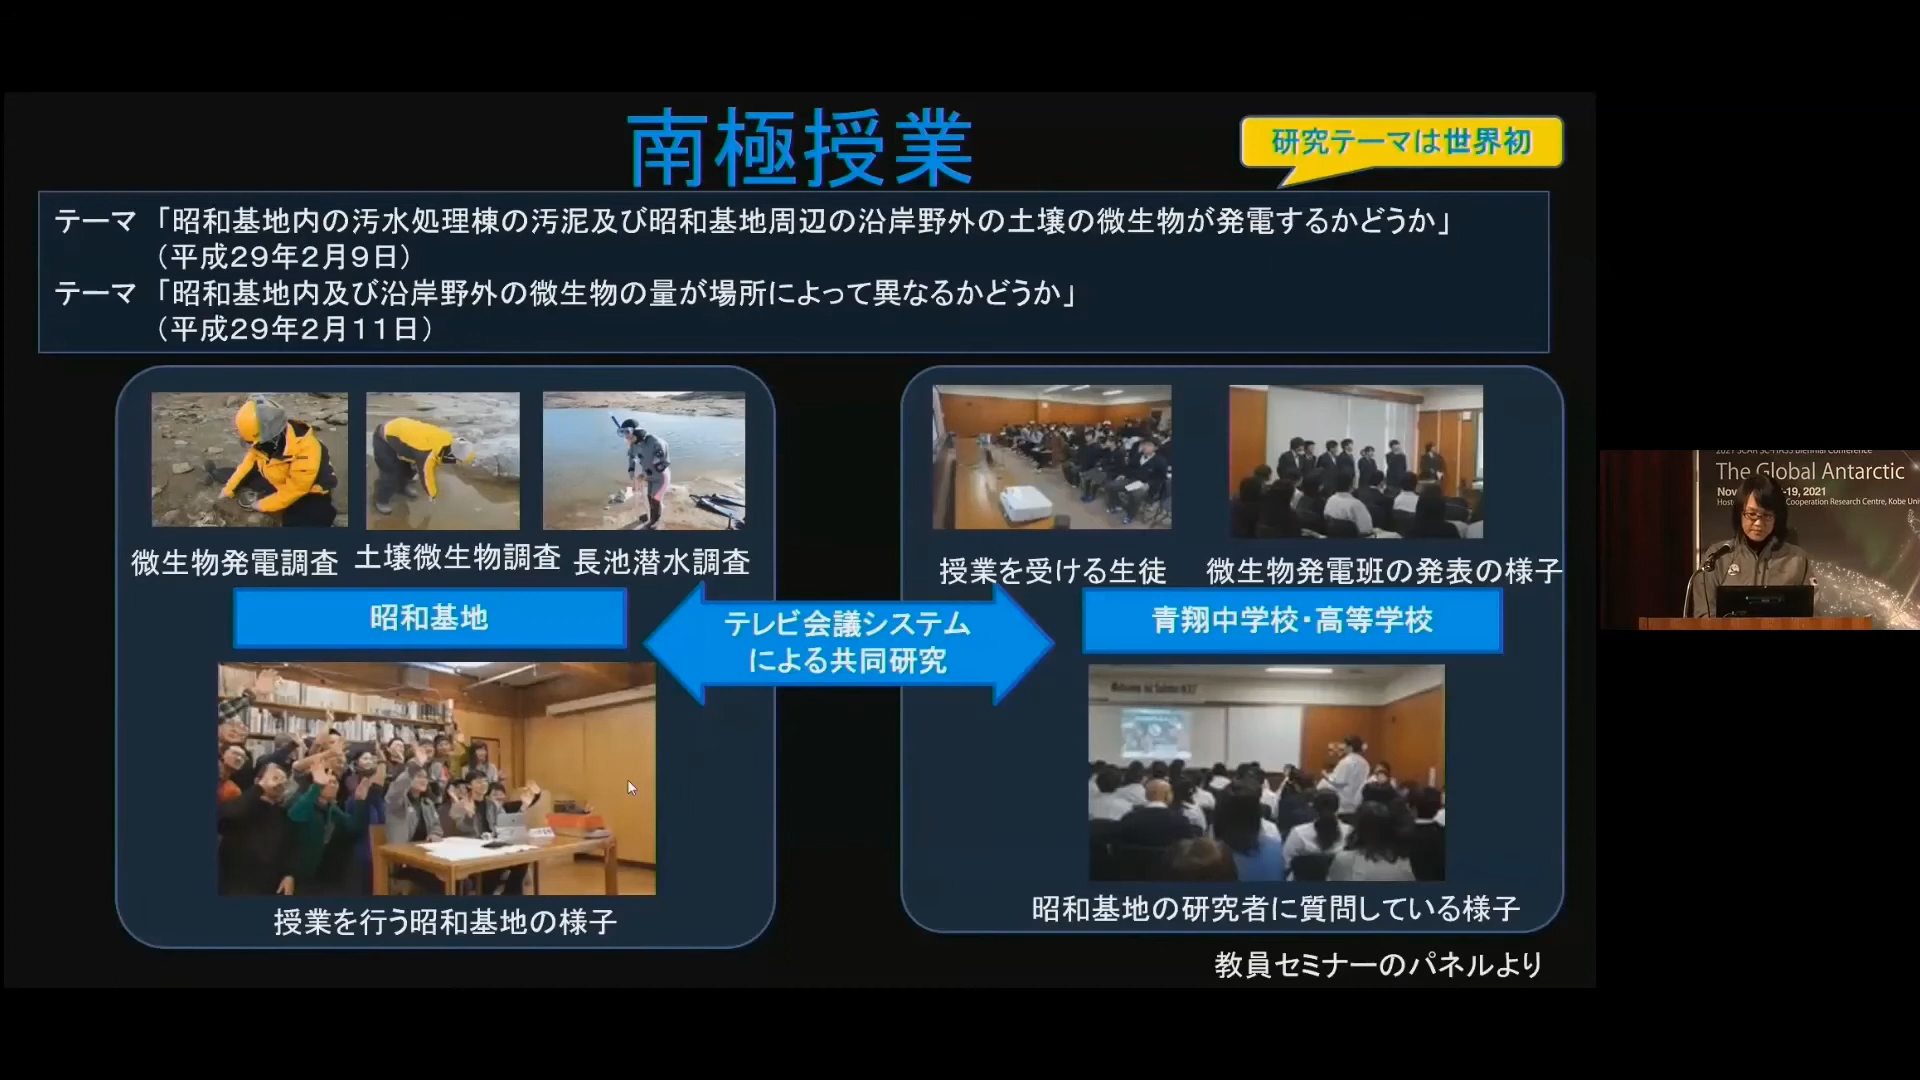 南極授業
研究テーマは世界初
テーマ 「昭和基地内の汚水処理棟の汚泥及び昭和基地周辺の沿岸野外の土壌の微生物が発電するかどうか」
（平成２９年２月９日）
テーマ 「昭和基地内及び沿岸野外の微生物の量が場所によって異なるかどうか」
（平成２９年２月１１日）
微生物発電調査 土壌微生物調査 長池潜水調査
昭和基地
授業を行う昭和基地の様子
テレビ会議システム
による共同研究
授業を受ける生徒 微生物発電班の発表の様子
青翔中学校・高等学校
昭和基地の研究者に質問している様子
教員セミナーのパネルより
2021 SCAR SC-HASS Biennial Conference
The Global Antarctic
Nov -19, 2021
Cooperation Research Centre, Kobe